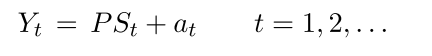 Y_t = PS_t + a_t  t = 1, 2, . . .